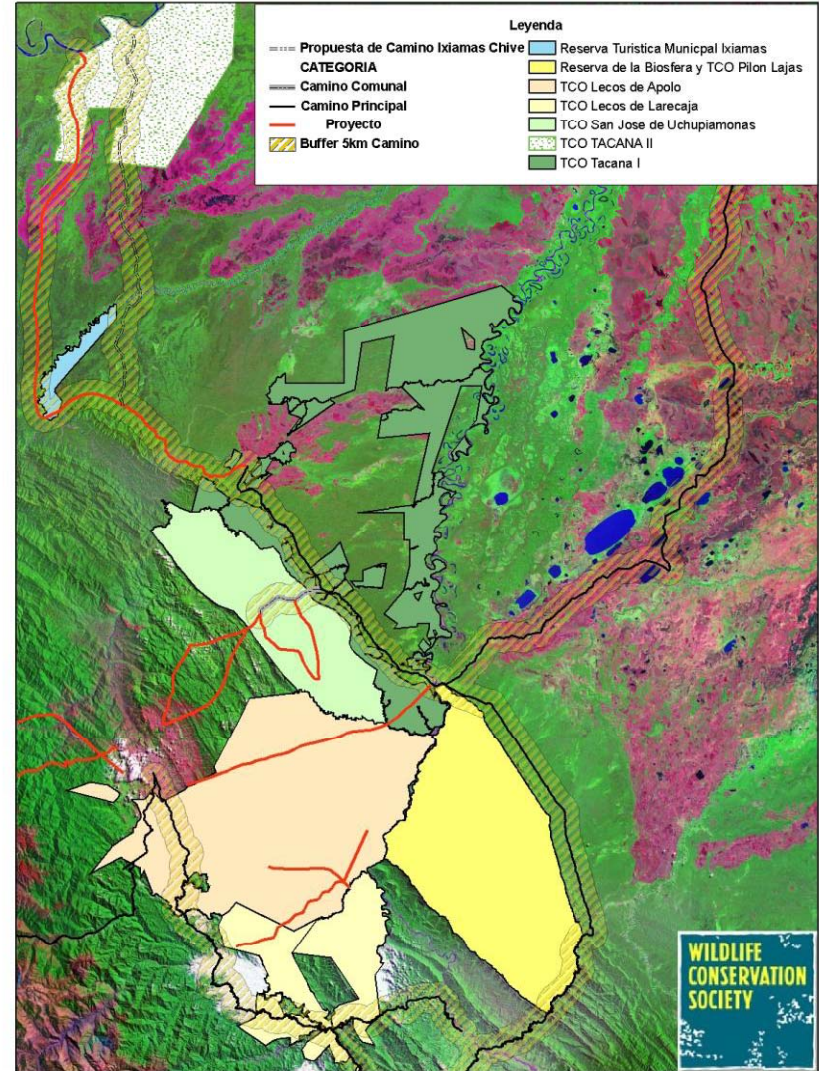 Leyenda
Propuesta de Camino Ixiamas Chive
CATEGORIA
Camino Comunal
Camino Principal
Proyecto
Buffer 5km Camino
Reserva Turistica Municpal Ixiamas
Reserva de la Biosfera y TCO Pilon Lajas
TCO Lecos de Apolo
TCO Lecos de Larecaja
TCO San Jose de Uchupiamonas
TCO TACANA II
TCO Tacana I
WILDLIFE
CONSERVATION
SOCIETY